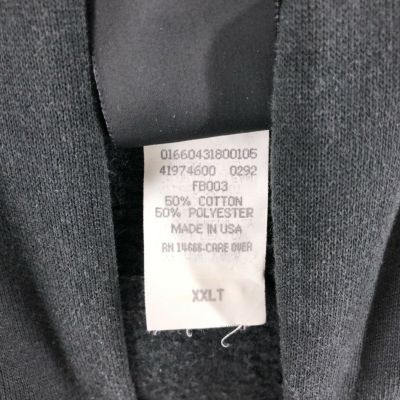 01660431800105
41974600 0292
FB003
50% COTTON
50% POLYESTER
MADE IN USA
RN 14666-CARE OVER
XXLT